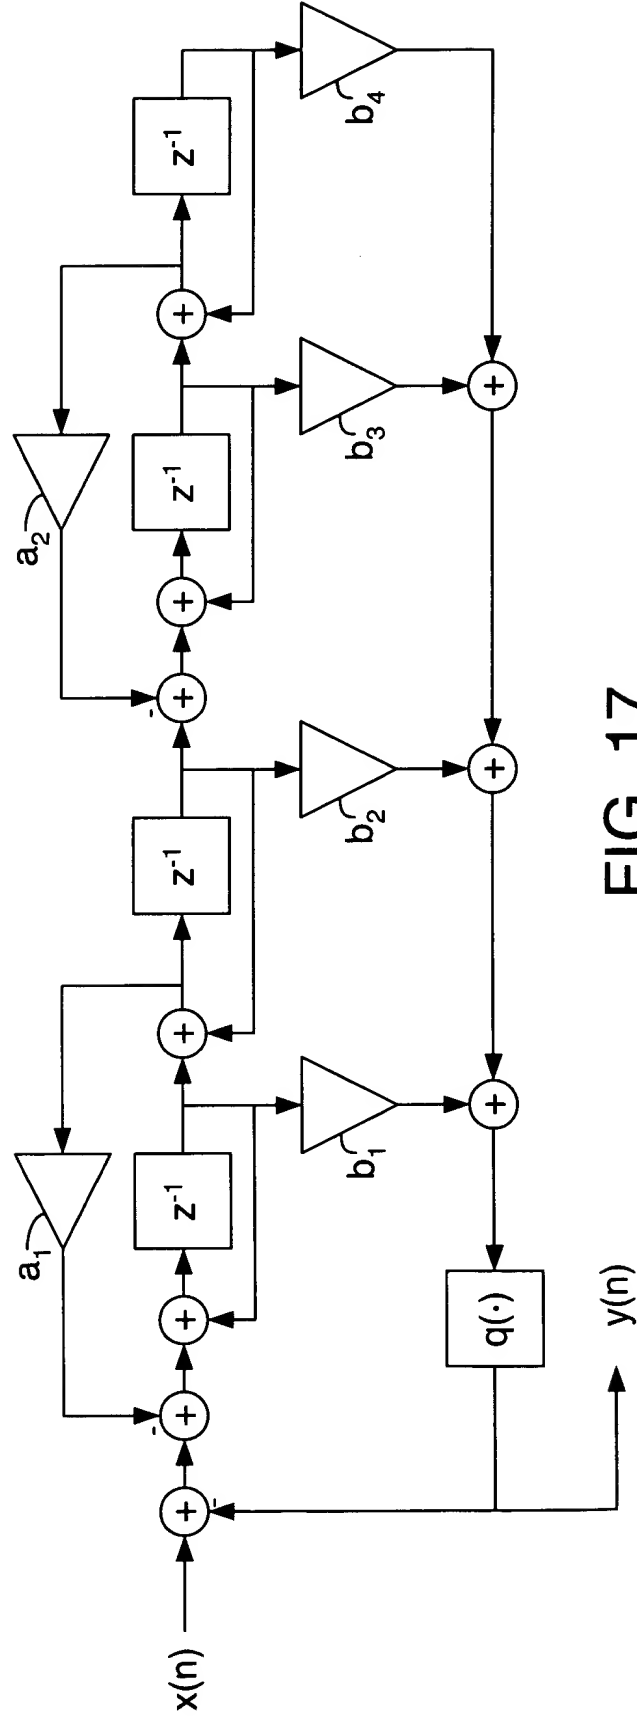 a₁
a₂
x(n)
+
-
+
-
+
z⁻¹
+
z⁻¹
+
-
+
z⁻¹
+
z⁻¹
b₁
b₂
b₃
b₄
y(n)
q(·)
+
+
+
FIG. 17